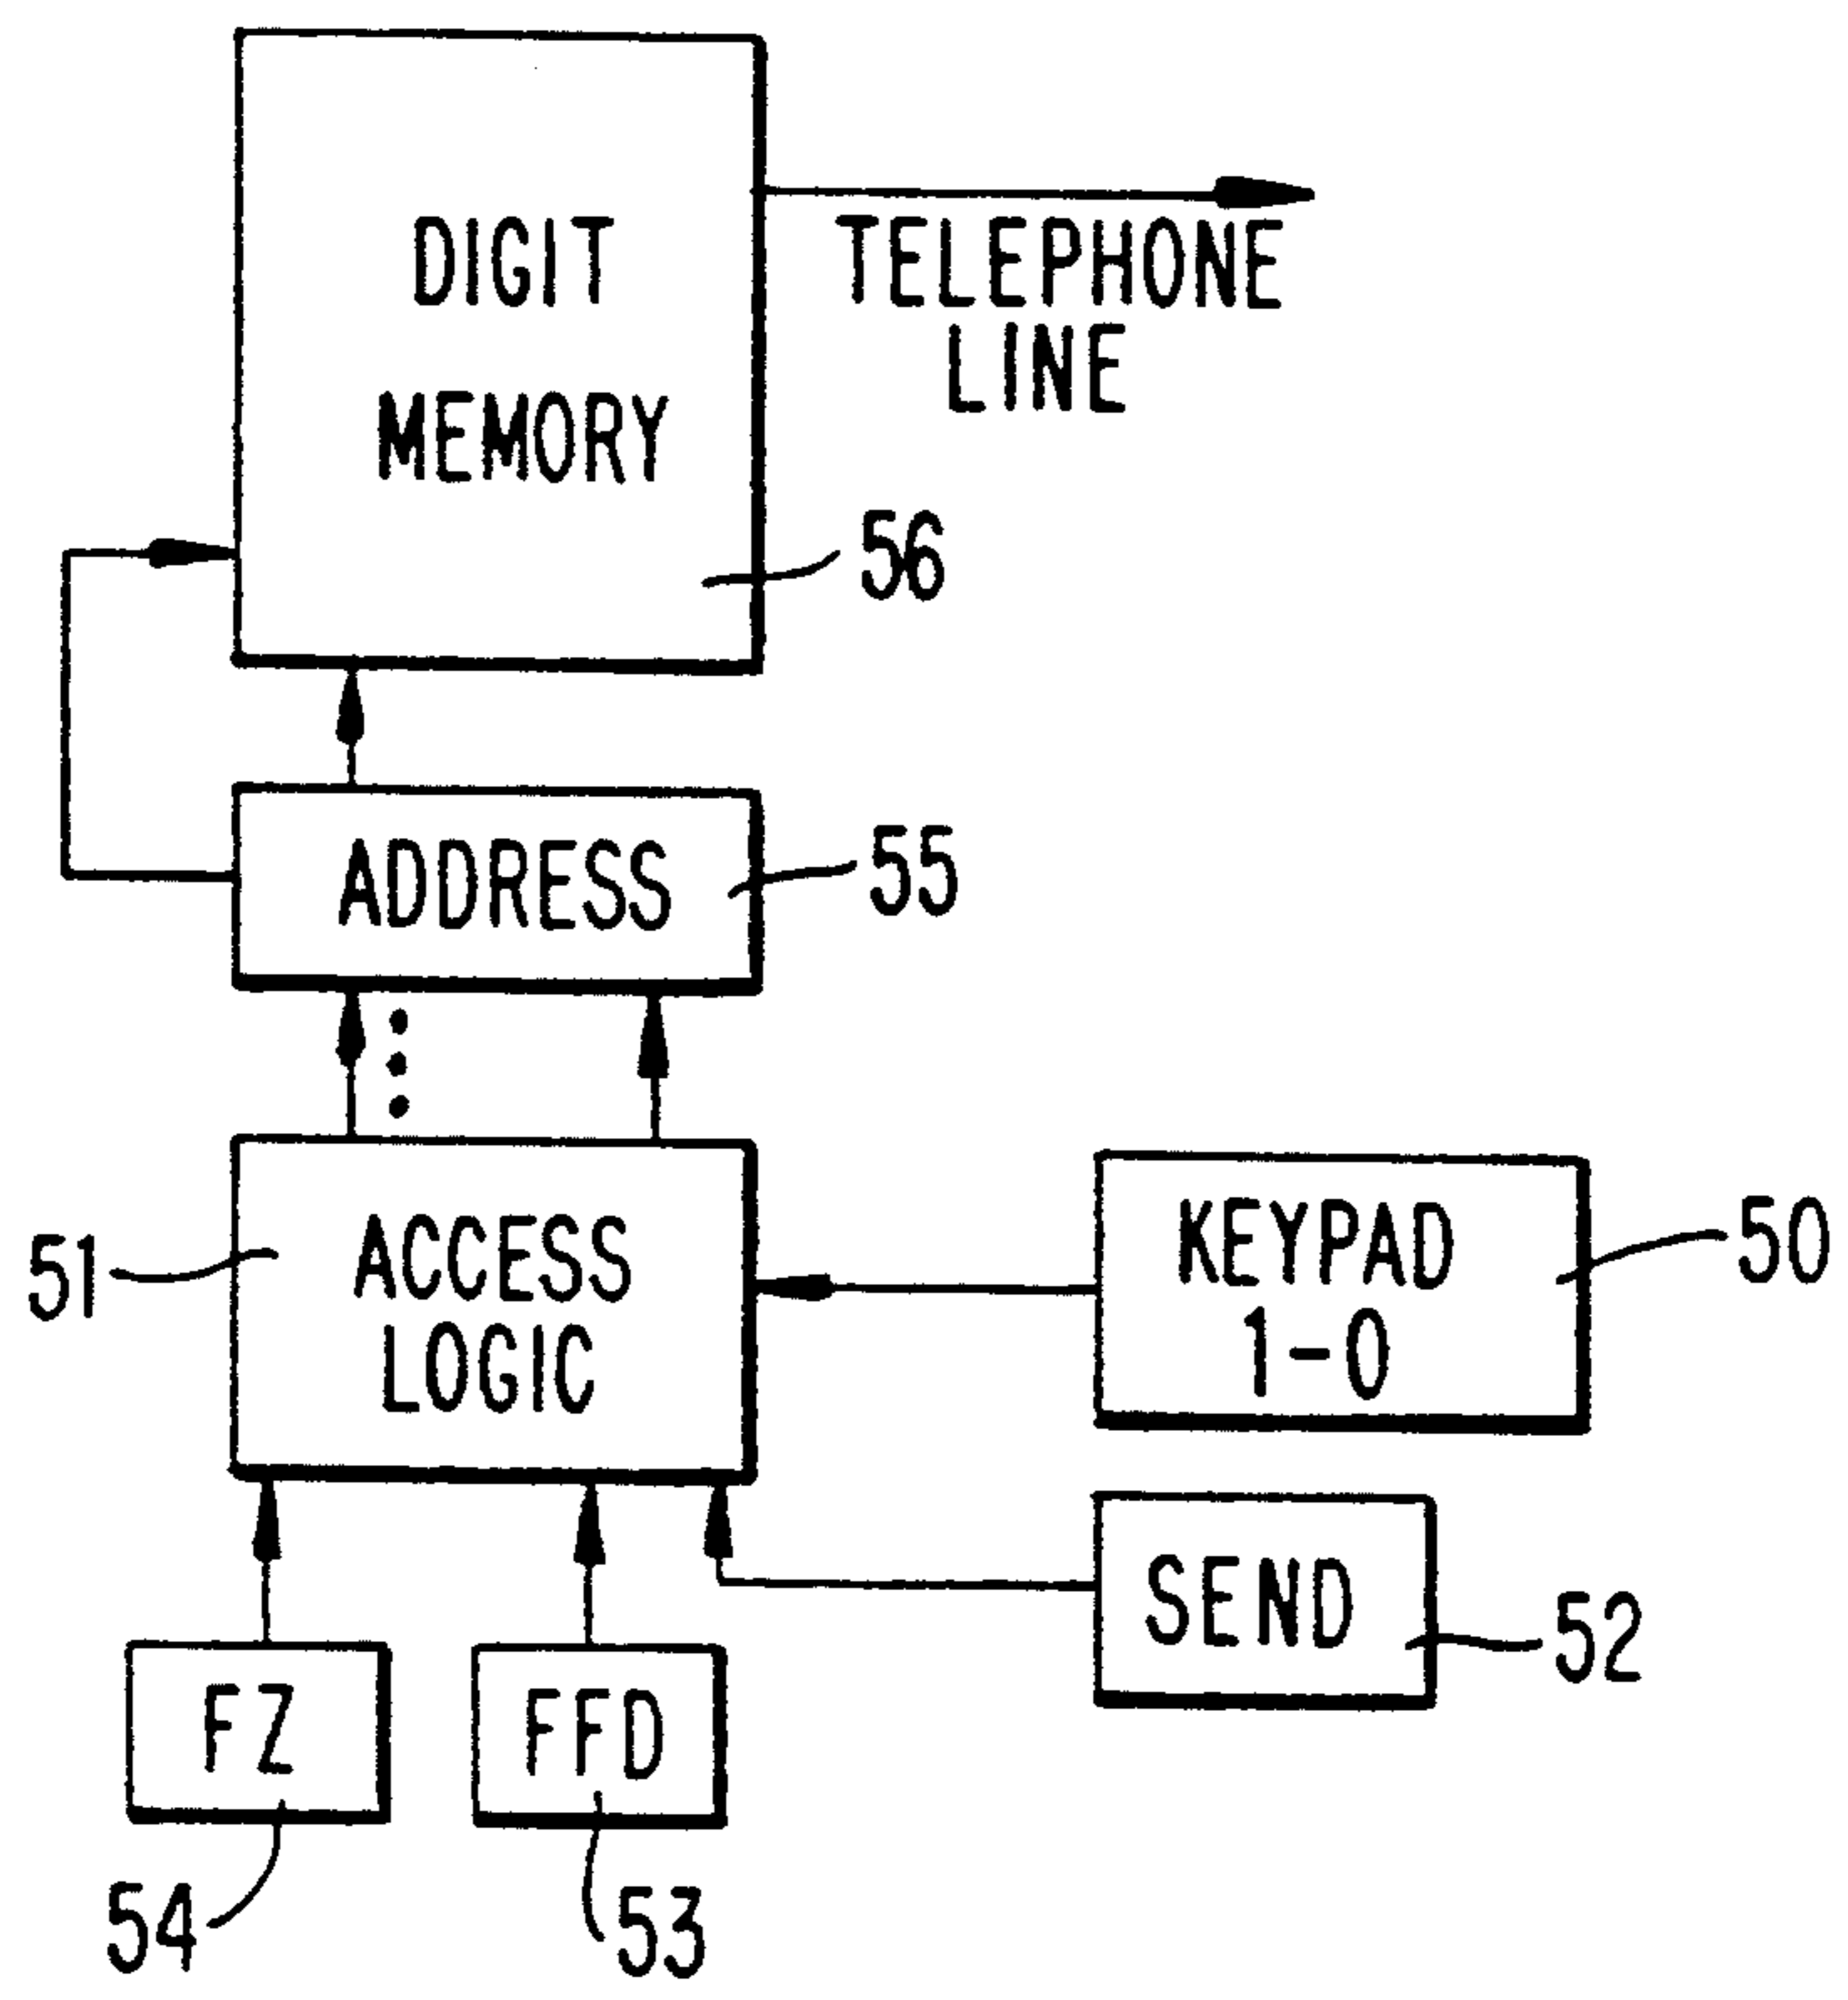 DIGIT
MEMORY
TELEPHONE
LINE
56
ADDRESS
55
ACCESS
LOGIC
51
KEYPAD
1-0
50
SEND
52
FZ
FFD
54
53